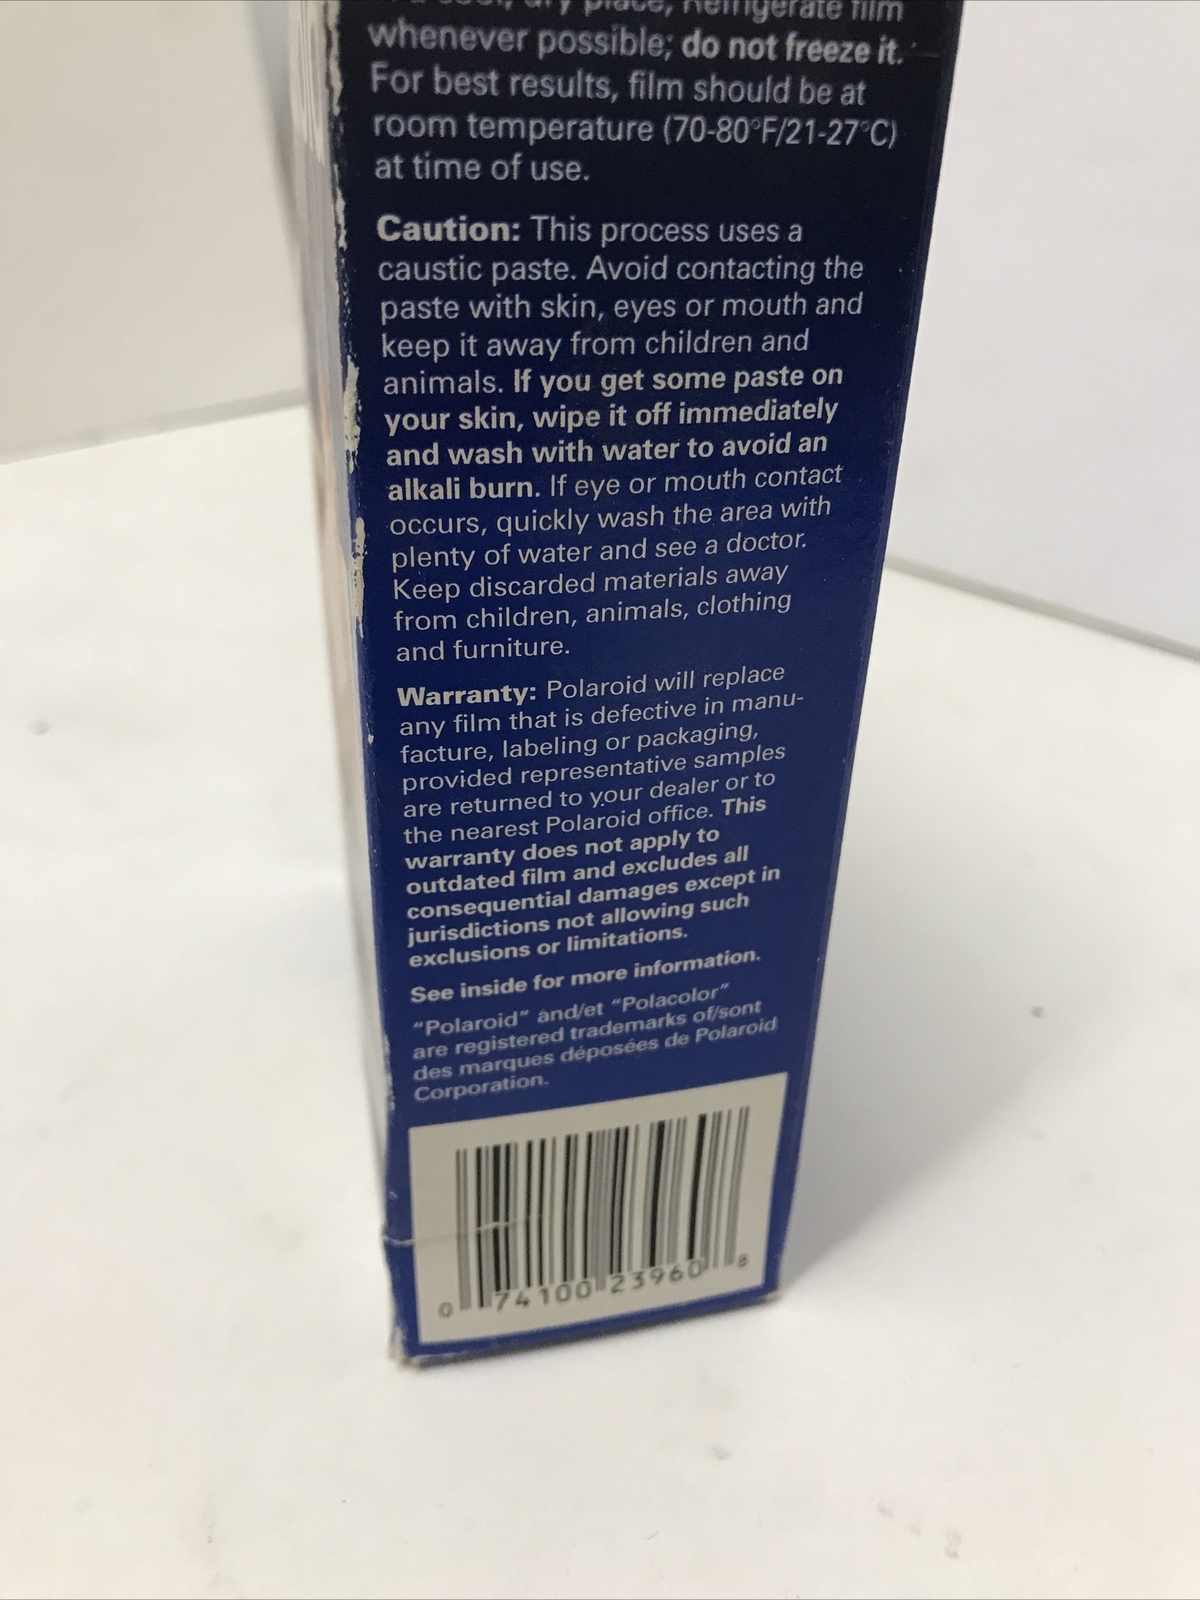 dry place, Refrigerate film
whenever possible; do not freeze it.
For best results, film should be at
room temperature (70-80°F/21-27°C)
at time of use.
Caution: This process uses a
caustic paste. Avoid contacting the
paste with skin, eyes or mouth and
keep it away from children and
animals. If you get some paste on
your skin, wipe it off immediately
and wash with water to avoid an
alkali burn. If eye or mouth contact
occurs, quickly wash the area with
plenty of water and see a doctor.
Keep discarded materials away
from children, animals, clothing
and furniture.
Warranty: Polaroid will replace
any film that is defective in manu-
facture, labeling or packaging,
provided representative samples
are returned to your dealer or to
the nearest Polaroid office. This
warranty does not apply to
outdated film and excludes all
consequential damages except in
jurisdictions not allowing such
exclusions or limitations.
See inside for more information.
"Polaroid" and/et "Polacolor"
are registered trademarks of/sont
des marques déposées de Polaroid
Corporation.
0 74100 23960 8